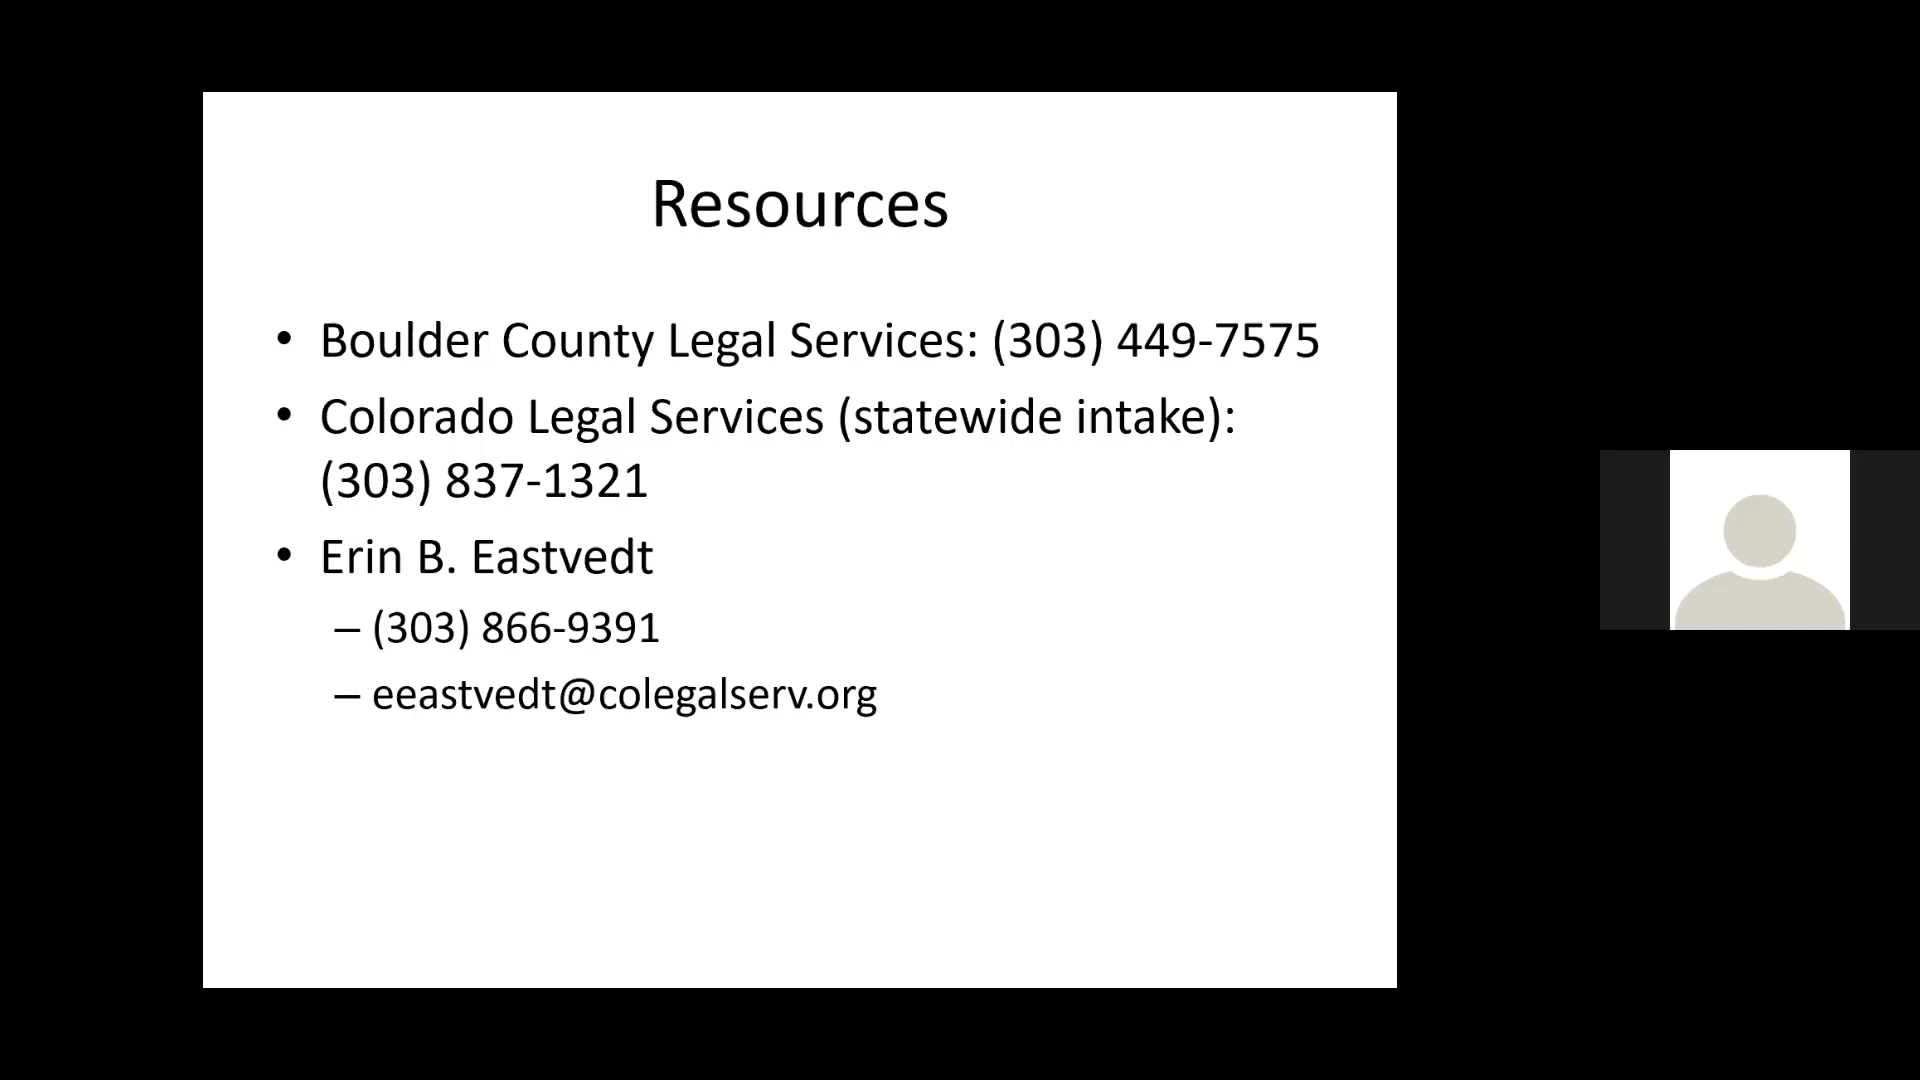 Resources
• Boulder County Legal Services: (303) 449-7575
• Colorado Legal Services (statewide intake):
(303) 837-1321
• Erin B. Eastvedt
– (303) 866-9391
– eeastvedt@colegalserv.org